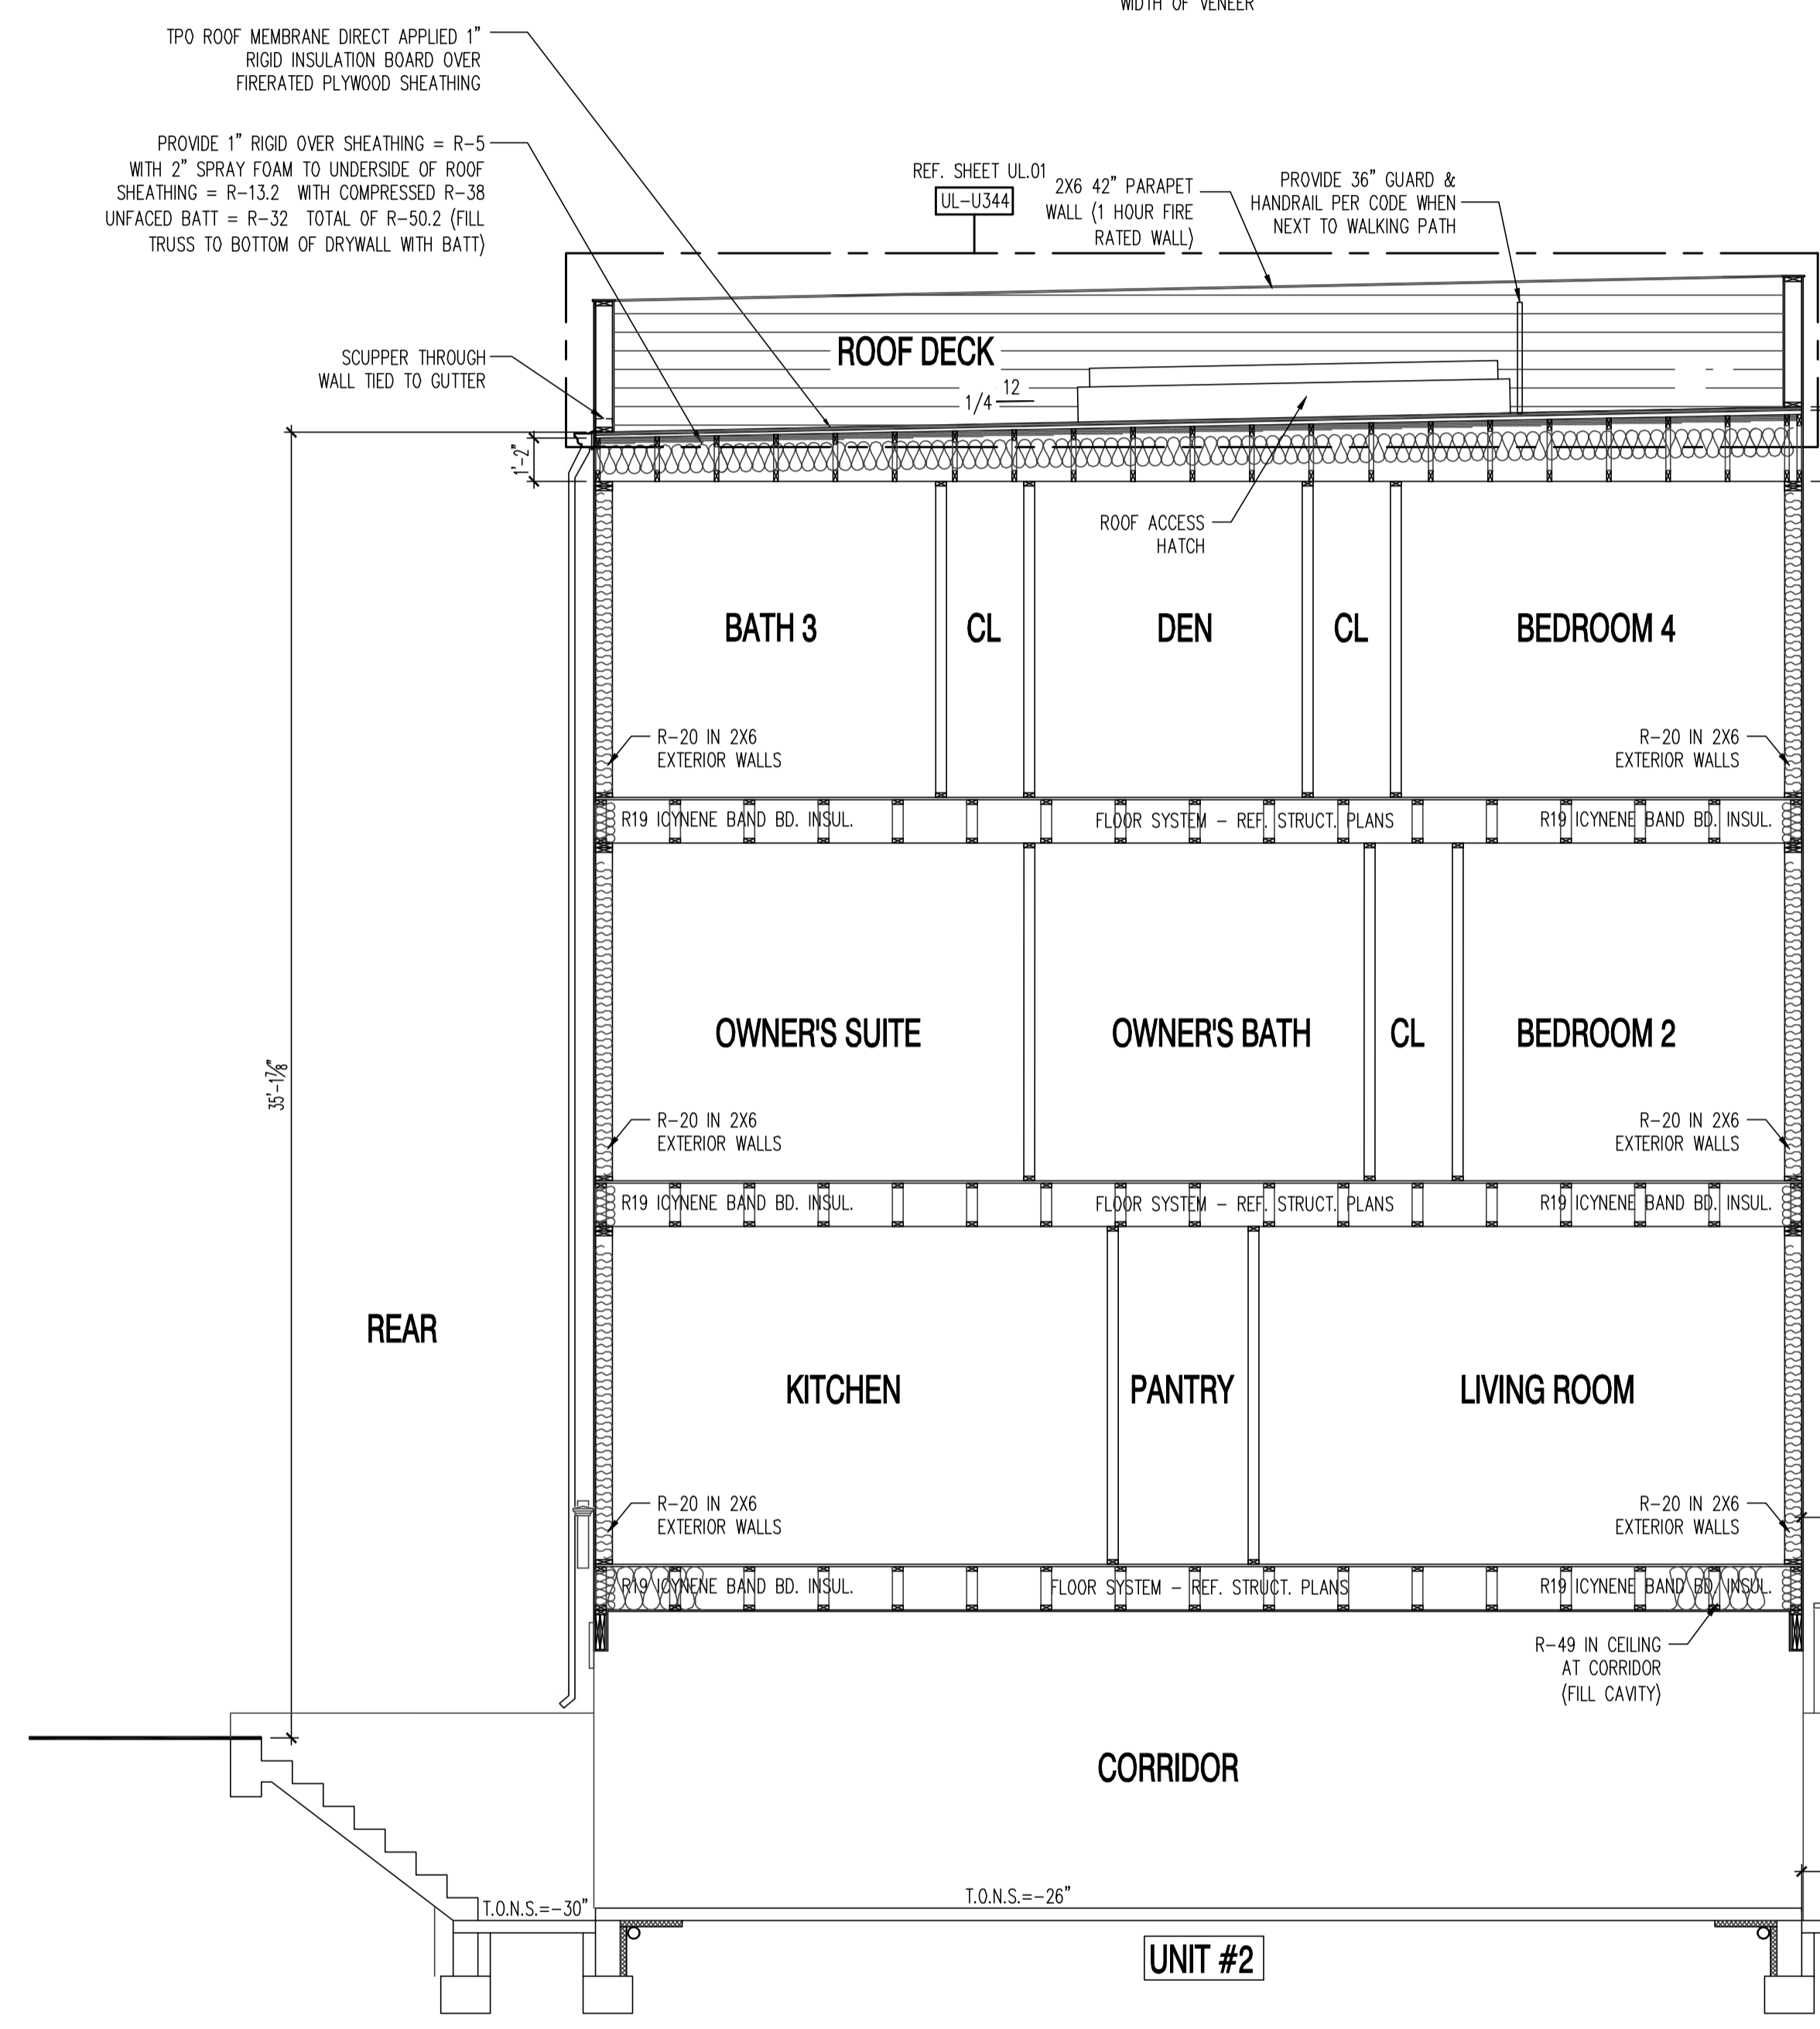 WIDTH OF VENEER
TPO ROOF MEMBRANE DIRECT APPLIED 1"
RIGID INSULATION BOARD OVER
FIRERATED PLYWOOD SHEATHING
PROVIDE 1" RIGID OVER SHEATHING = R-5
WITH 2" SPRAY FOAM TO UNDERSIDE OF ROOF
SHEATHING = R-13.2 WITH COMPRESSED R-38
UNFACED BATT = R-32 TOTAL OF R-50.2 (FILL
TRUSS TO BOTTOM OF DRYWALL WITH BATT)
REF. SHEET UL.01
UL-U344
2X6 42" PARAPET
WALL (1 HOUR FIRE
RATED WALL)
PROVIDE 36" GUARD &
HANDRAIL PER CODE WHEN
NEXT TO WALKING PATH
SCUPPER THROUGH
WALL TIED TO GUTTER
ROOF DECK
12
1/4
1'-2"
ROOF ACCESS
HATCH
BATH 3
CL
DEN
CL
BEDROOM 4
R-20 IN 2X6
EXTERIOR WALLS
R-20 IN 2X6
EXTERIOR WALLS
R19 ICYNENE BAND BD. INSUL.
FLOOR SYSTEM - REF. STRUCT. PLANS
R19 ICYNENE BAND BD. INSUL.
OWNER'S SUITE
OWNER'S BATH
CL
BEDROOM 2
35'-1⅞"
R-20 IN 2X6
EXTERIOR WALLS
R-20 IN 2X6
EXTERIOR WALLS
R19 ICYNENE BAND BD. INSUL.
FLOOR SYSTEM - REF. STRUCT. PLANS
R19 ICYNENE BAND BD. INSUL.
REAR
KITCHEN
PANTRY
LIVING ROOM
R-20 IN 2X6
EXTERIOR WALLS
R-20 IN 2X6
EXTERIOR WALLS
R19 ICYNENE BAND BD. INSUL.
FLOOR SYSTEM - REF. STRUCT. PLANS
R19 ICYNENE BAND BD. INSUL.
R-49 IN CEILING
AT CORRIDOR
(FILL CAVITY)
CORRIDOR
T.O.N.S.=-30"
T.O.N.S.=-26"
UNIT #2